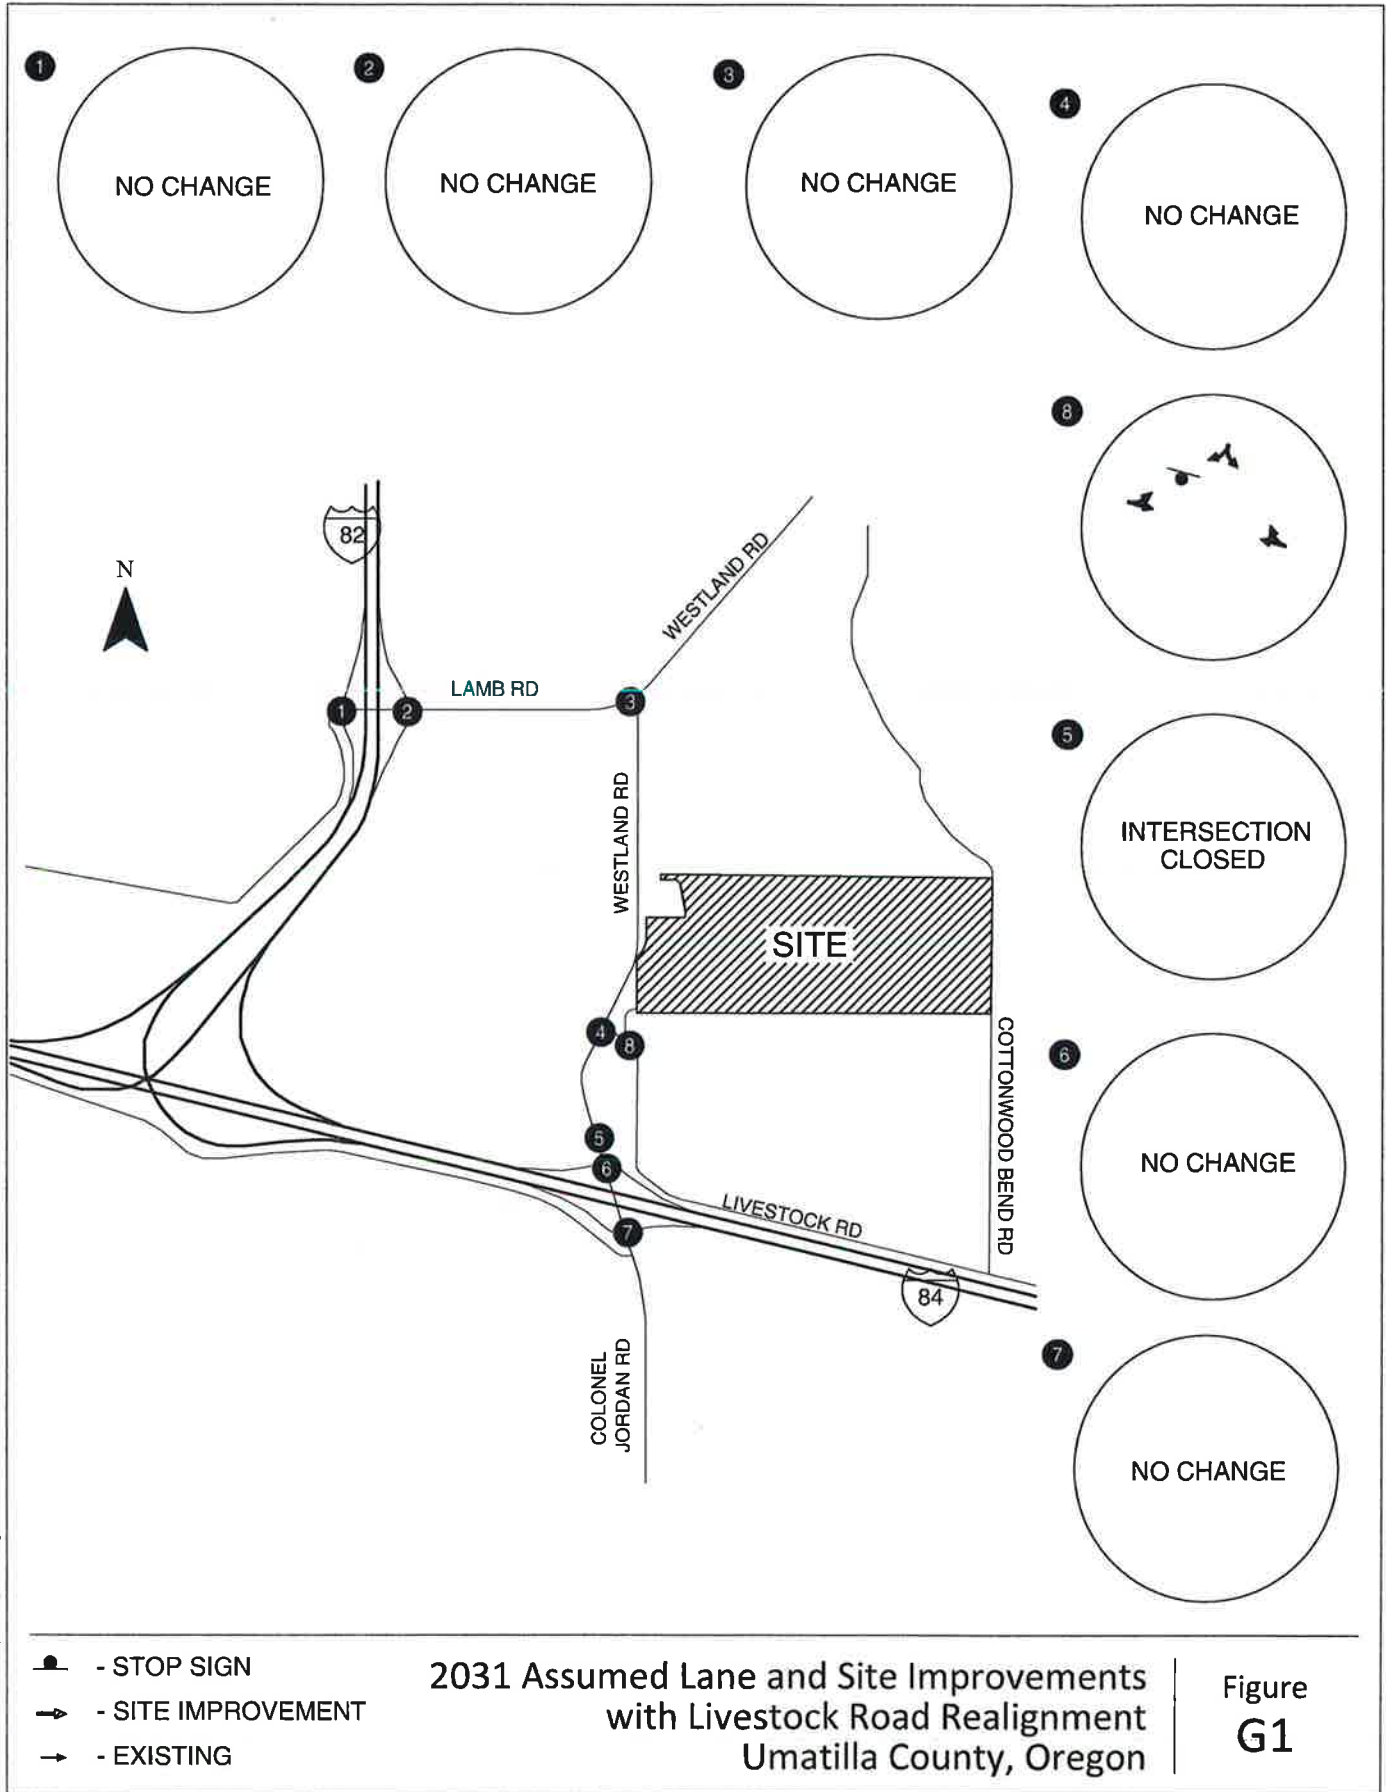 1
NO CHANGE
2
NO CHANGE
3
NO CHANGE
4
NO CHANGE
8
5
INTERSECTION
CLOSED
6
NO CHANGE
7
NO CHANGE
N
82
WESTLAND RD
LAMB RD
1
2
3
WESTLAND RD
SITE
4
8
5
6
7
COTTONWOOD BEND RD
LIVESTOCK RD
84
COLONEL
JORDAN RD
- STOP SIGN
- SITE IMPROVEMENT
- EXISTING
2031 Assumed Lane and Site Improvements
with Livestock Road Realignment
Umatilla County, Oregon
Figure
G1